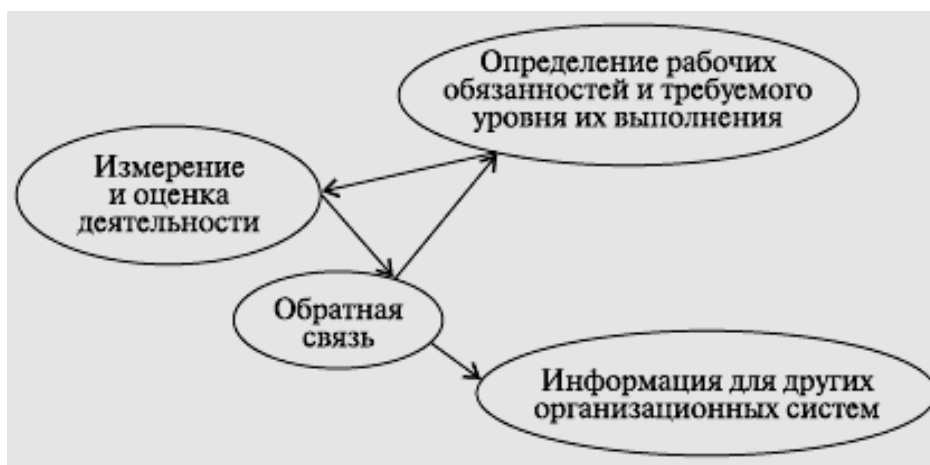 Определение рабочих
обязанностей и требуемого
уровня их выполнения
Измерение
и оценка
деятельности
Обратная
связь
Информация для других
организационных систем